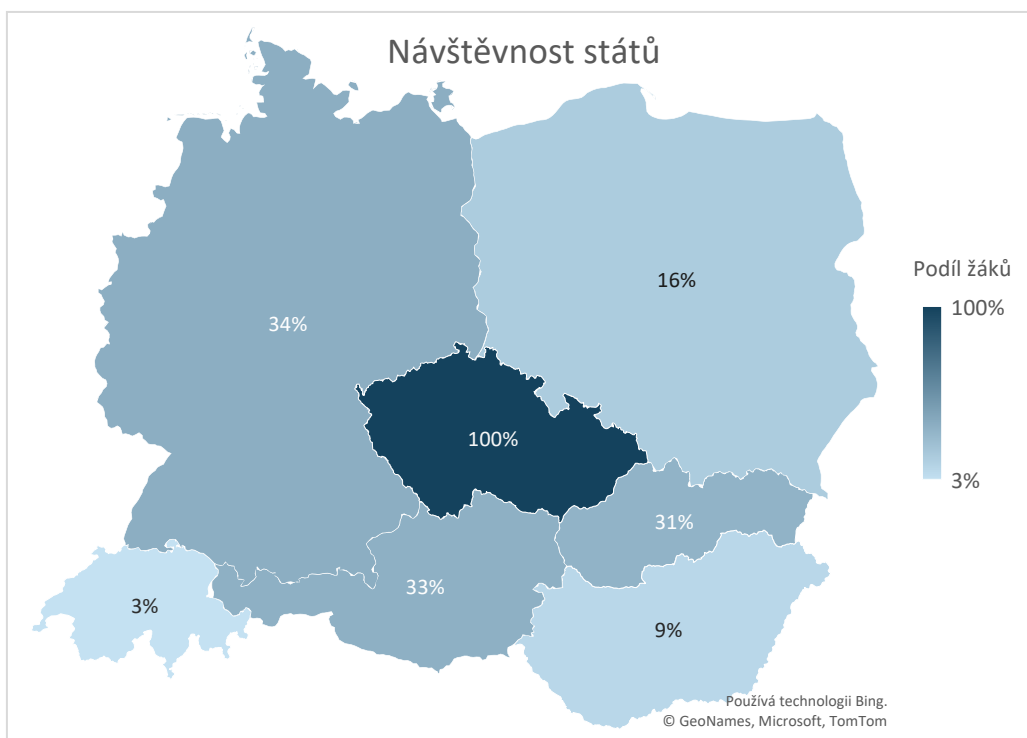 Návštěvnost států
16%
34%
100%
31%
33%
3%
9%
Podíl žáků
100%
3%
Používá technologii Bing.
© GeoNames, Microsoft, TomTom